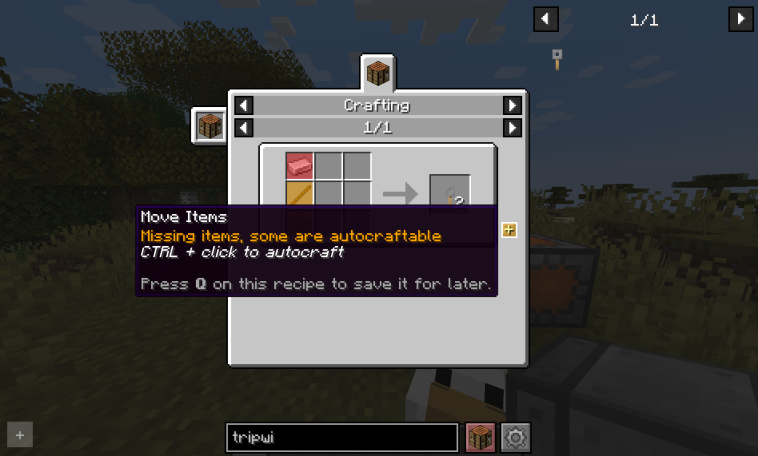 1/1
Crafting
1/1
2
Move Items
Missing items, some are autocraftable
CTRL + click to autocraft
Press Q on this recipe to save it for later.
tripwi